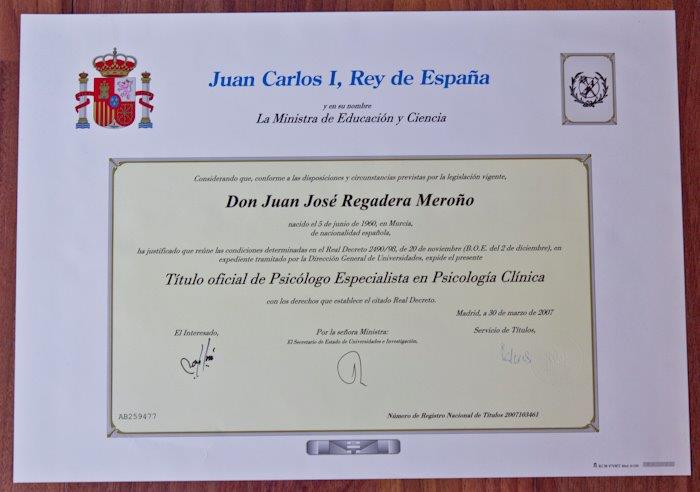 Juan Carlos I, Rey de España
y en su nombre
La Ministra de Educación y Ciencia
Considerando que, conforme a las disposiciones y circunstancias previstas por la legislación vigente,
Don Juan José Regadera Meroño
nacido el 5 de junio de 1960, en Murcia,
de nacionalidad española,
ha justificado que reúne las condiciones determinadas en el Real Decreto 2490/98, de 20 de noviembre (B.O.E. del 2 de diciembre), en
expediente tramitado por la Dirección General de Universidades, expide el presente
Título oficial de Psicólogo Especialista en Psicología Clínica
con los derechos que establece el citado Real Decreto.
Madrid, a 30 de marzo de 2007
El Interesado,
Por la señora Ministra:
Servicio de Títulos,
El Secretario de Estado de Universidades e Investigación,
AB259477
Número de Registro Nacional de Títulos 2007103461